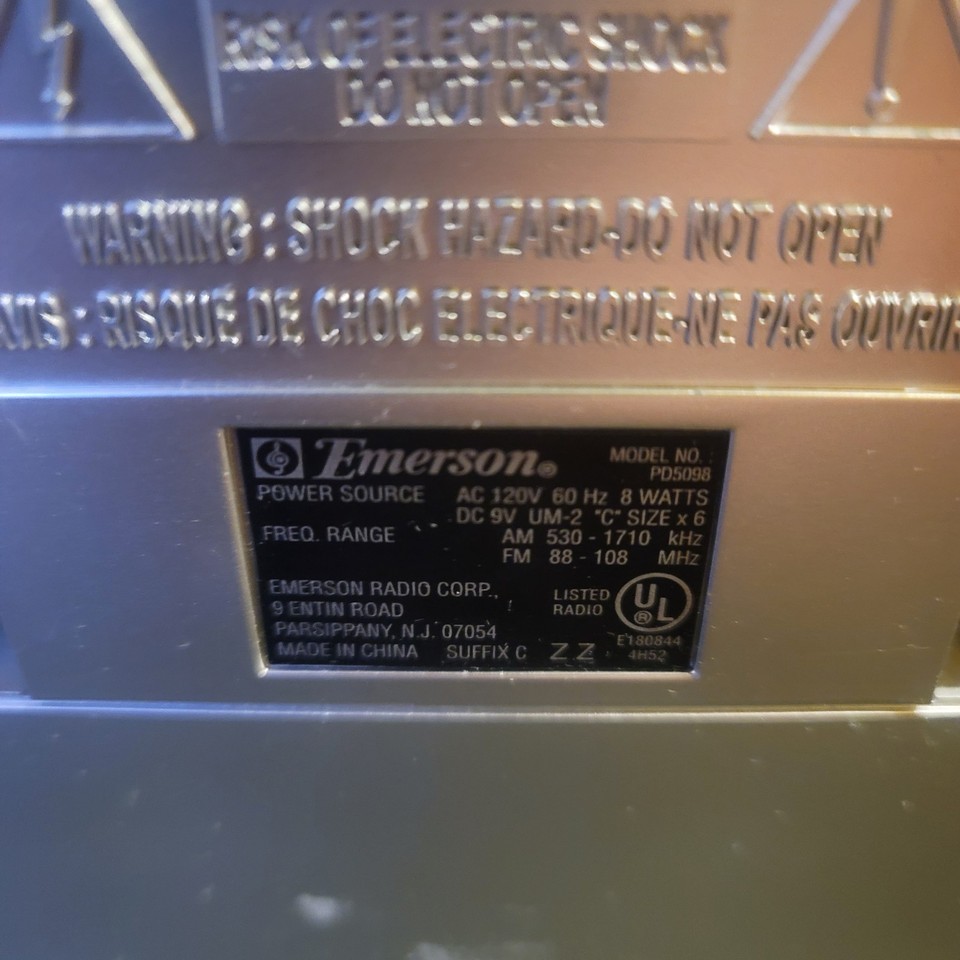 RISK OF ELECTRIC SHOCK
DO NOT OPEN
WARNING : SHOCK HAZARD-DO NOT OPEN
AVIS : RISQUE DE CHOC ELECTRIQUE-NE PAS OUVRIR
Emerson® MODEL NO. :
PD5098
POWER SOURCE AC 120V 60 Hz 8 WATTS
DC 9V UM-2 "C" SIZE x 6
FREQ. RANGE AM 530 - 1710 kHz
FM 88 - 108 MHz
EMERSON RADIO CORP.,
9 ENTIN ROAD
PARSIPPANY, N.J. 07054
MADE IN CHINA SUFFIX C ZZ
LISTED
RADIO
UL®
E180844
4H52